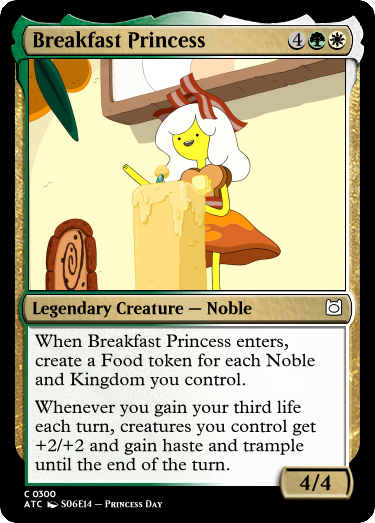 Breakfast Princess 4
Legendary Creature — Noble
When Breakfast Princess enters,
create a Food token for each Noble
and Kingdom you control.
Whenever you gain your third life
each turn, creatures you control get
+2/+2 and gain haste and trample
until the end of the turn.
4/4
C 0300
ATC S06E14 — Princess Day